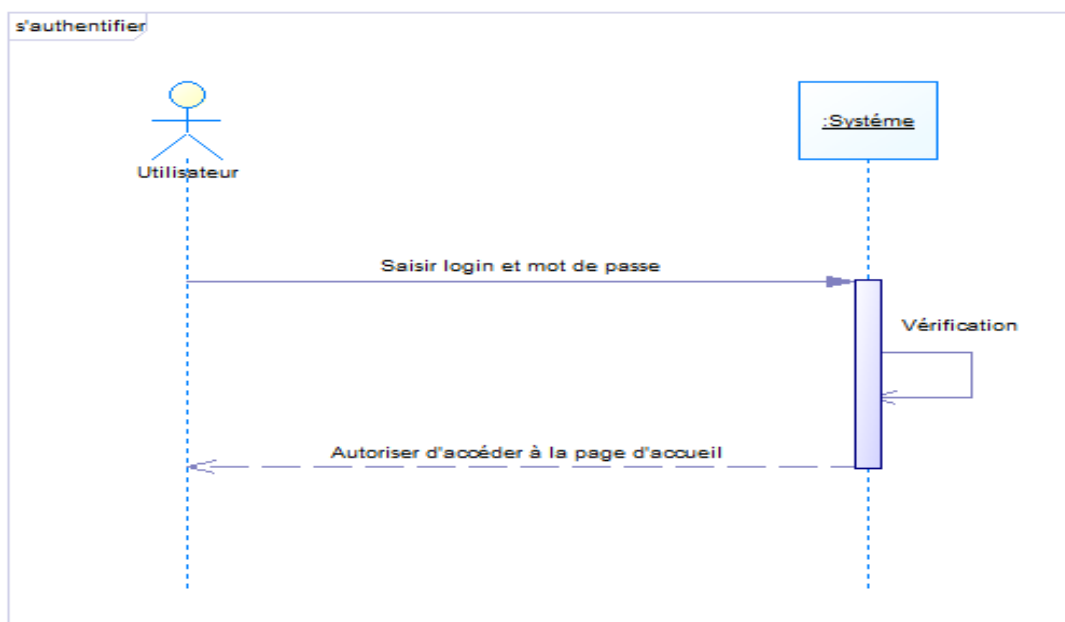 s'authentifier
Utilisateur
:Systéme
Saisir login et mot de passe
Vérification
Autoriser d'accéder à la page d'accueil